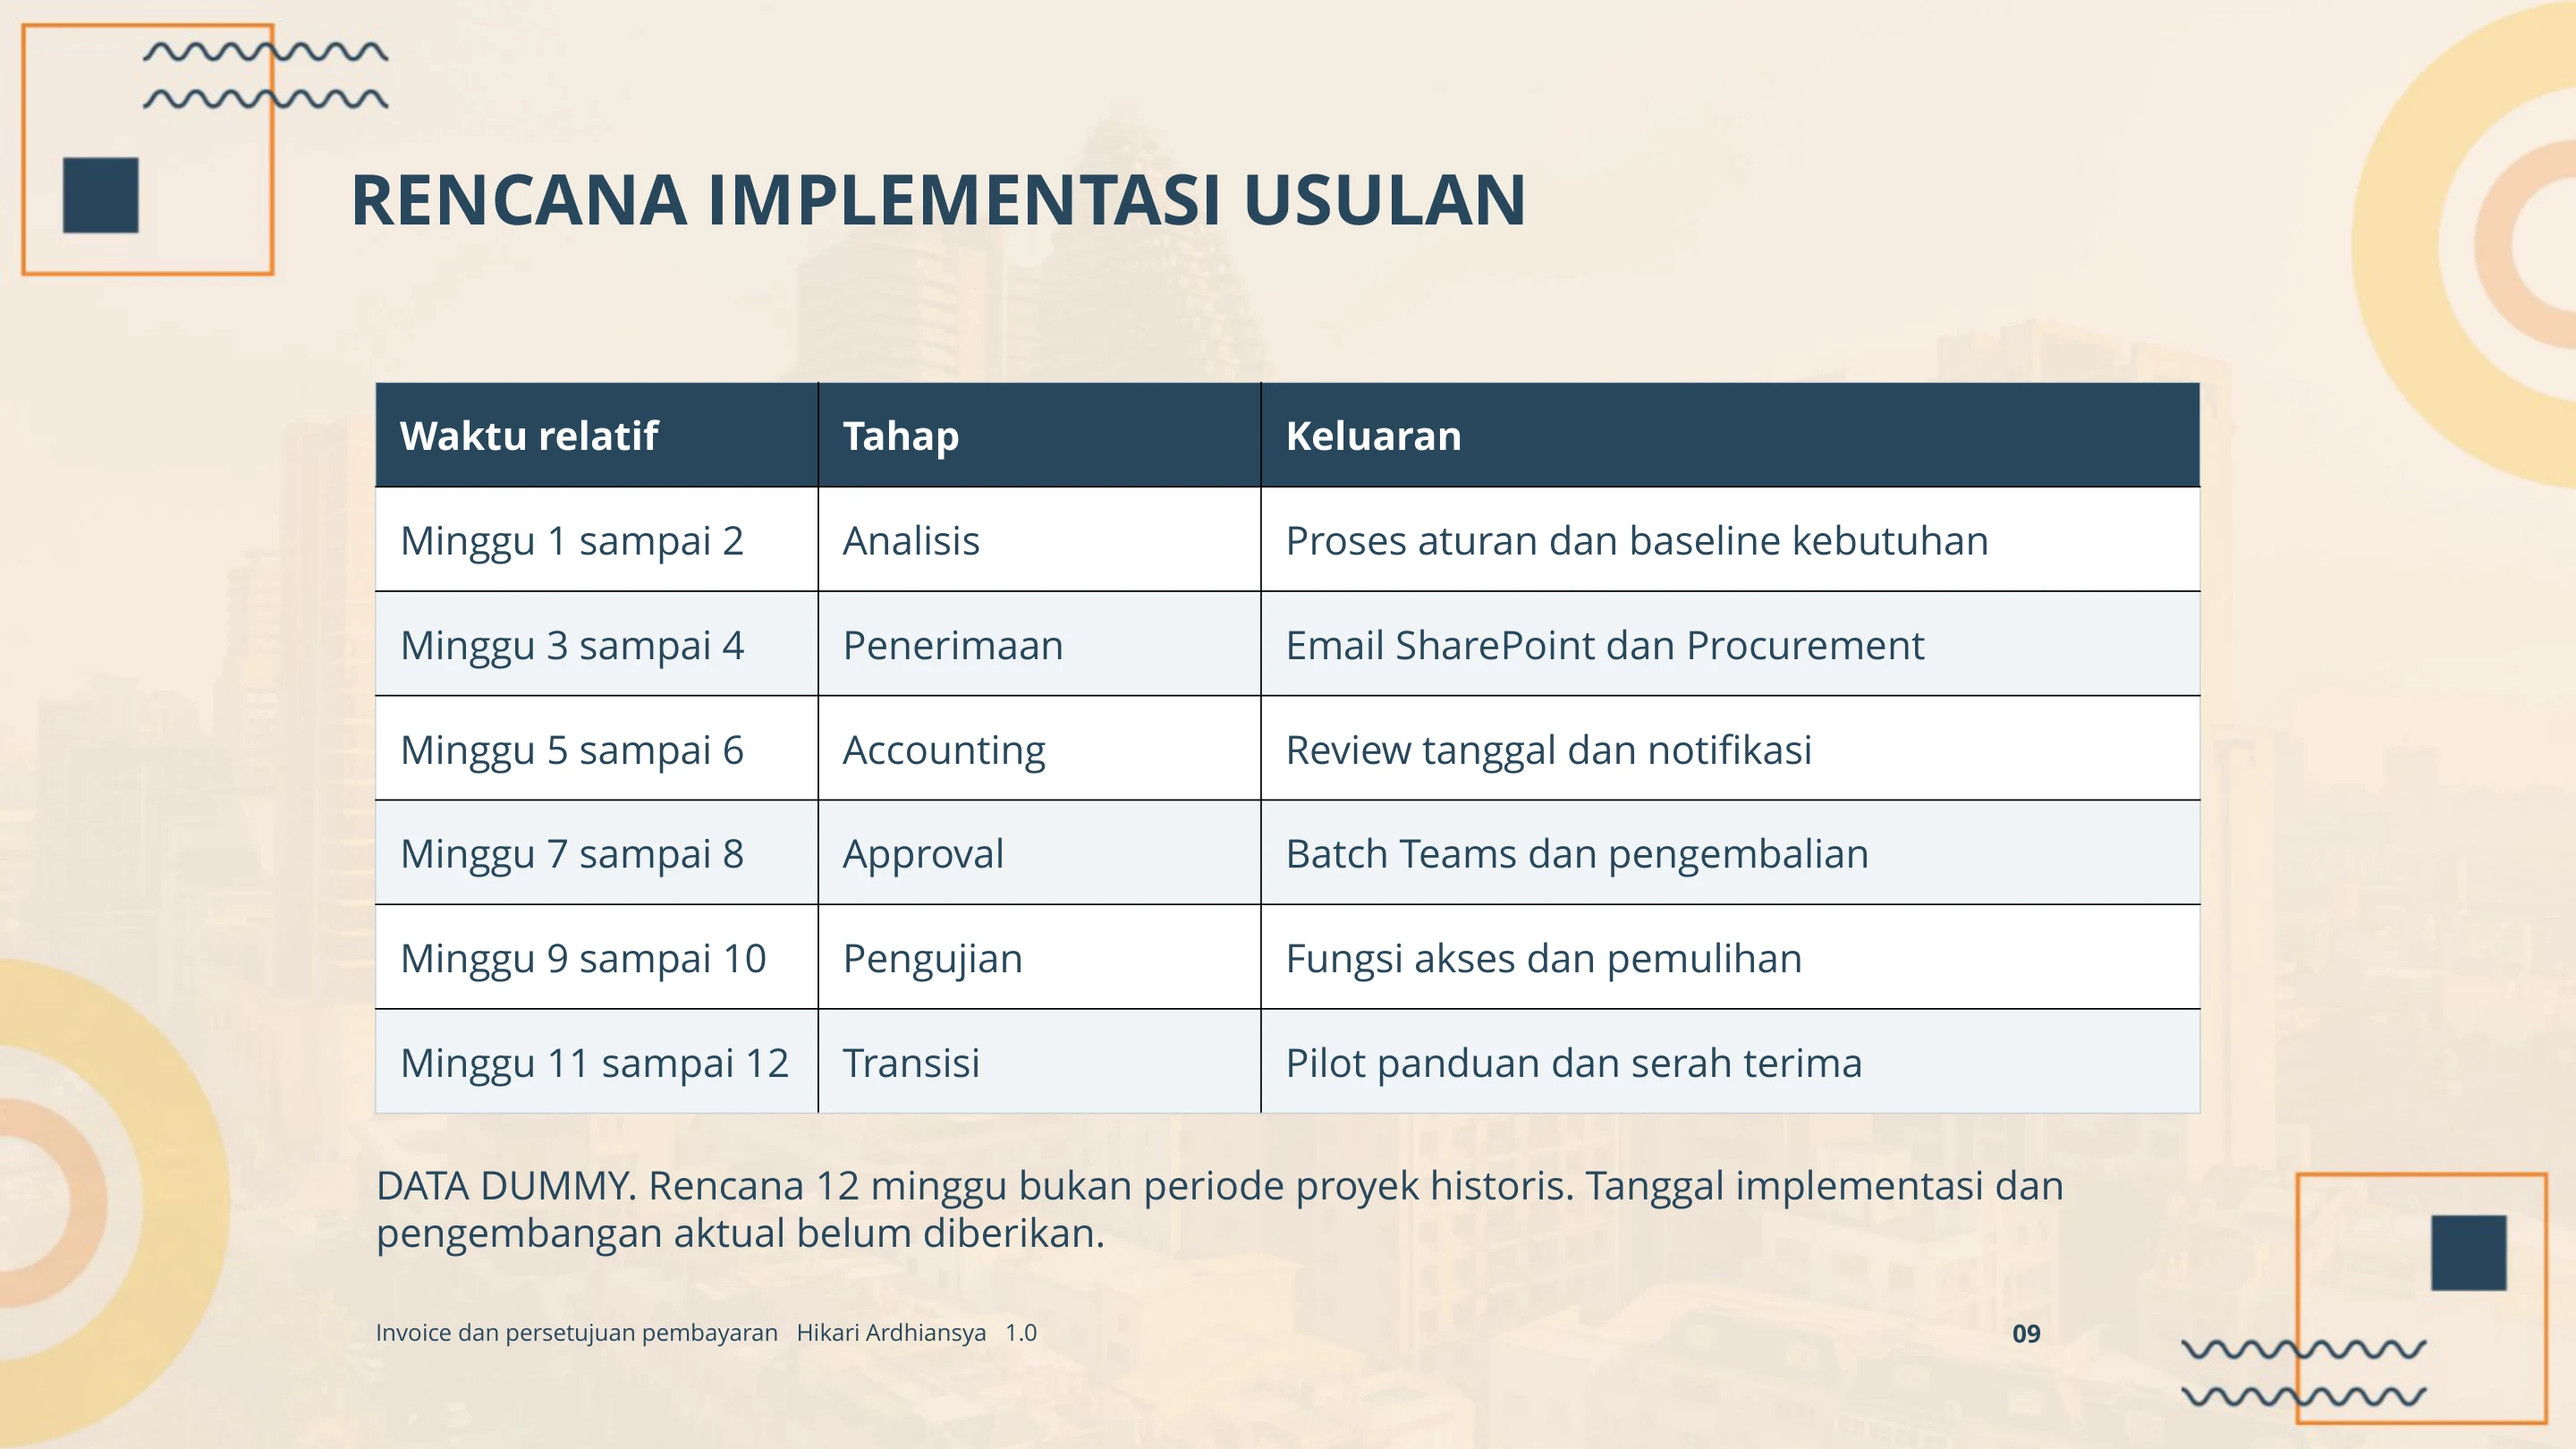 RENCANA IMPLEMENTASI USULAN
Waktu relatif Tahap Keluaran
Minggu 1 sampai 2 Analisis Proses aturan dan baseline kebutuhan
Minggu 3 sampai 4 Penerimaan Email SharePoint dan Procurement
Minggu 5 sampai 6 Accounting Review tanggal dan notifikasi
Minggu 7 sampai 8 Approval Batch Teams dan pengembalian
Minggu 9 sampai 10 Pengujian Fungsi akses dan pemulihan
Minggu 11 sampai 12 Transisi Pilot panduan dan serah terima
DATA DUMMY. Rencana 12 minggu bukan periode proyek historis. Tanggal implementasi dan
pengembangan aktual belum diberikan.
Invoice dan persetujuan pembayaran Hikari Ardhiansya 1.0 09